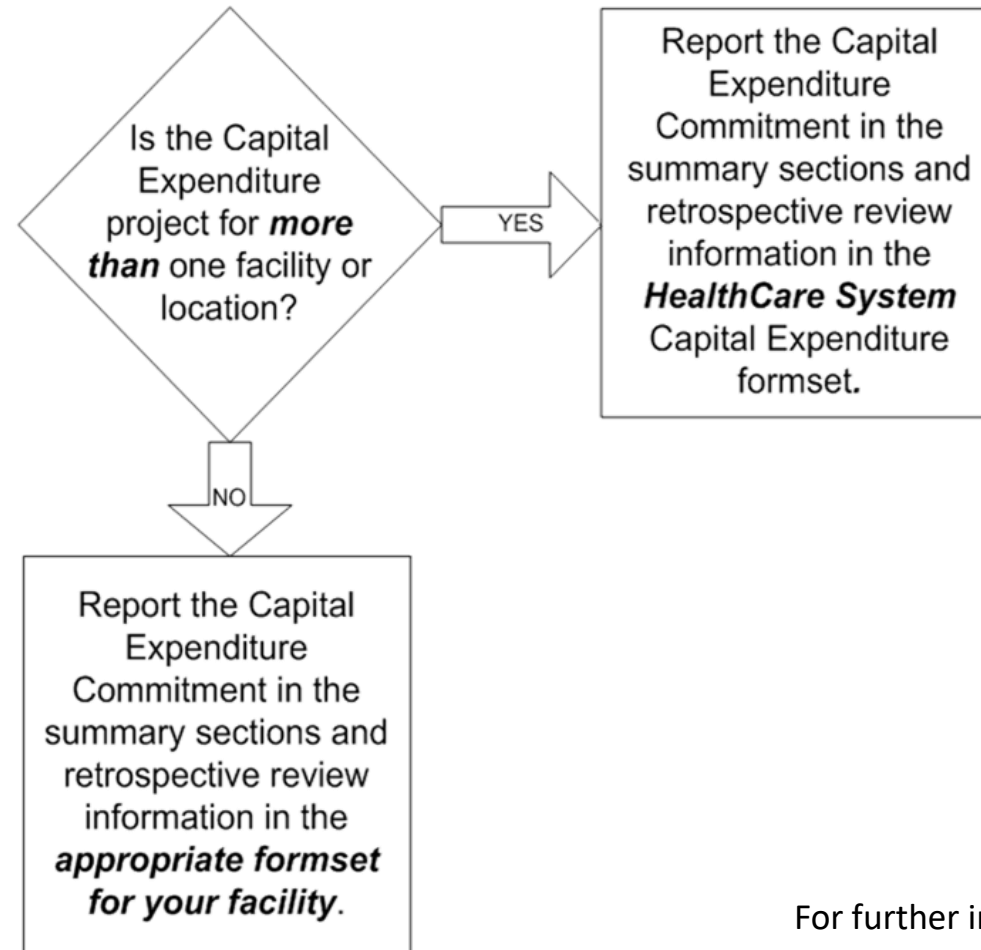 Is the Capital
Expenditure
project for more
than one facility or
location?
YES
Report the Capital
Expenditure
Commitment in the
summary sections and
retrospective review
information in the
HealthCare System
Capital Expenditure
formset.
NO
Report the Capital
Expenditure
Commitment in the
summary sections and
retrospective review
information in the
appropriate formset
for your facility.
For further